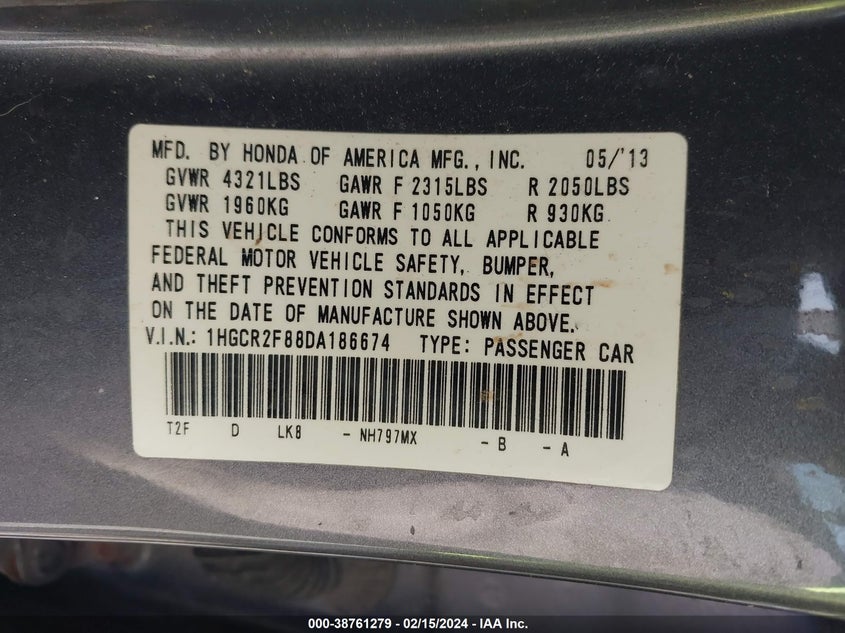 MFD. BY HONDA OF AMERICA MFG., INC. 05/'13
GVWR 4321LBS GAWR F 2315LBS R 2050LBS
GVWR 1960KG GAWR F 1050KG R 930KG
THIS VEHICLE CONFORMS TO ALL APPLICABLE
FEDERAL MOTOR VEHICLE SAFETY, BUMPER,
AND THEFT PREVENTION STANDARDS IN EFFECT
ON THE DATE OF MANUFACTURE SHOWN ABOVE.
V.I.N.: 1HGCR2F88DA186674 TYPE: PASSENGER CAR
T2F D LK8 - NH797MX - B - A
000-38761279 - 02/15/2024 - IAA Inc.